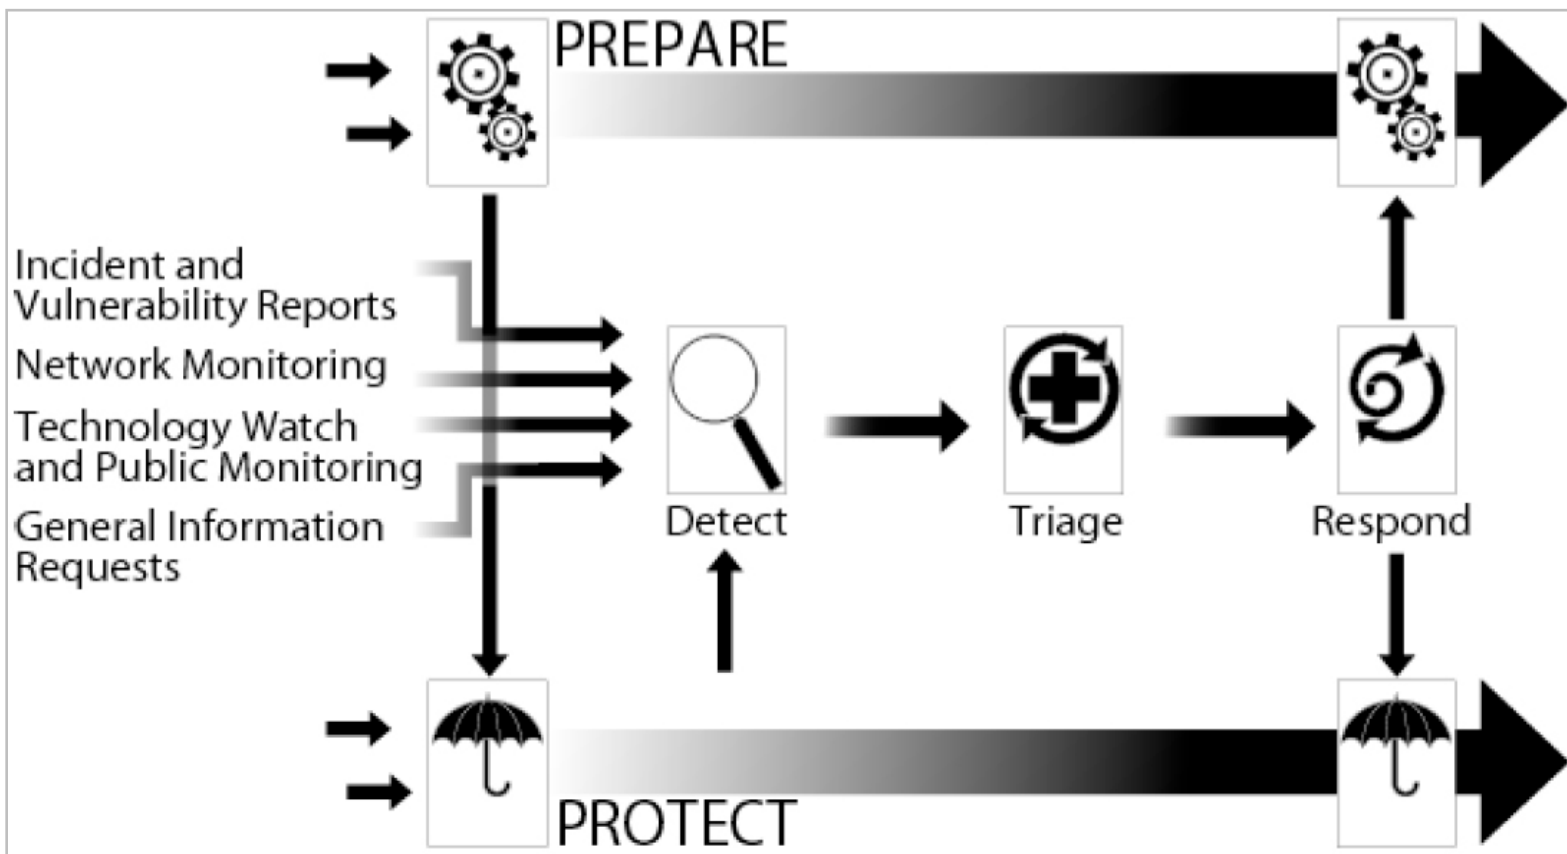 PREPARE
Incident and
Vulnerability Reports
Network Monitoring
Technology Watch
and Public Monitoring
General Information
Requests
Detect
Triage
Respond
PROTECT